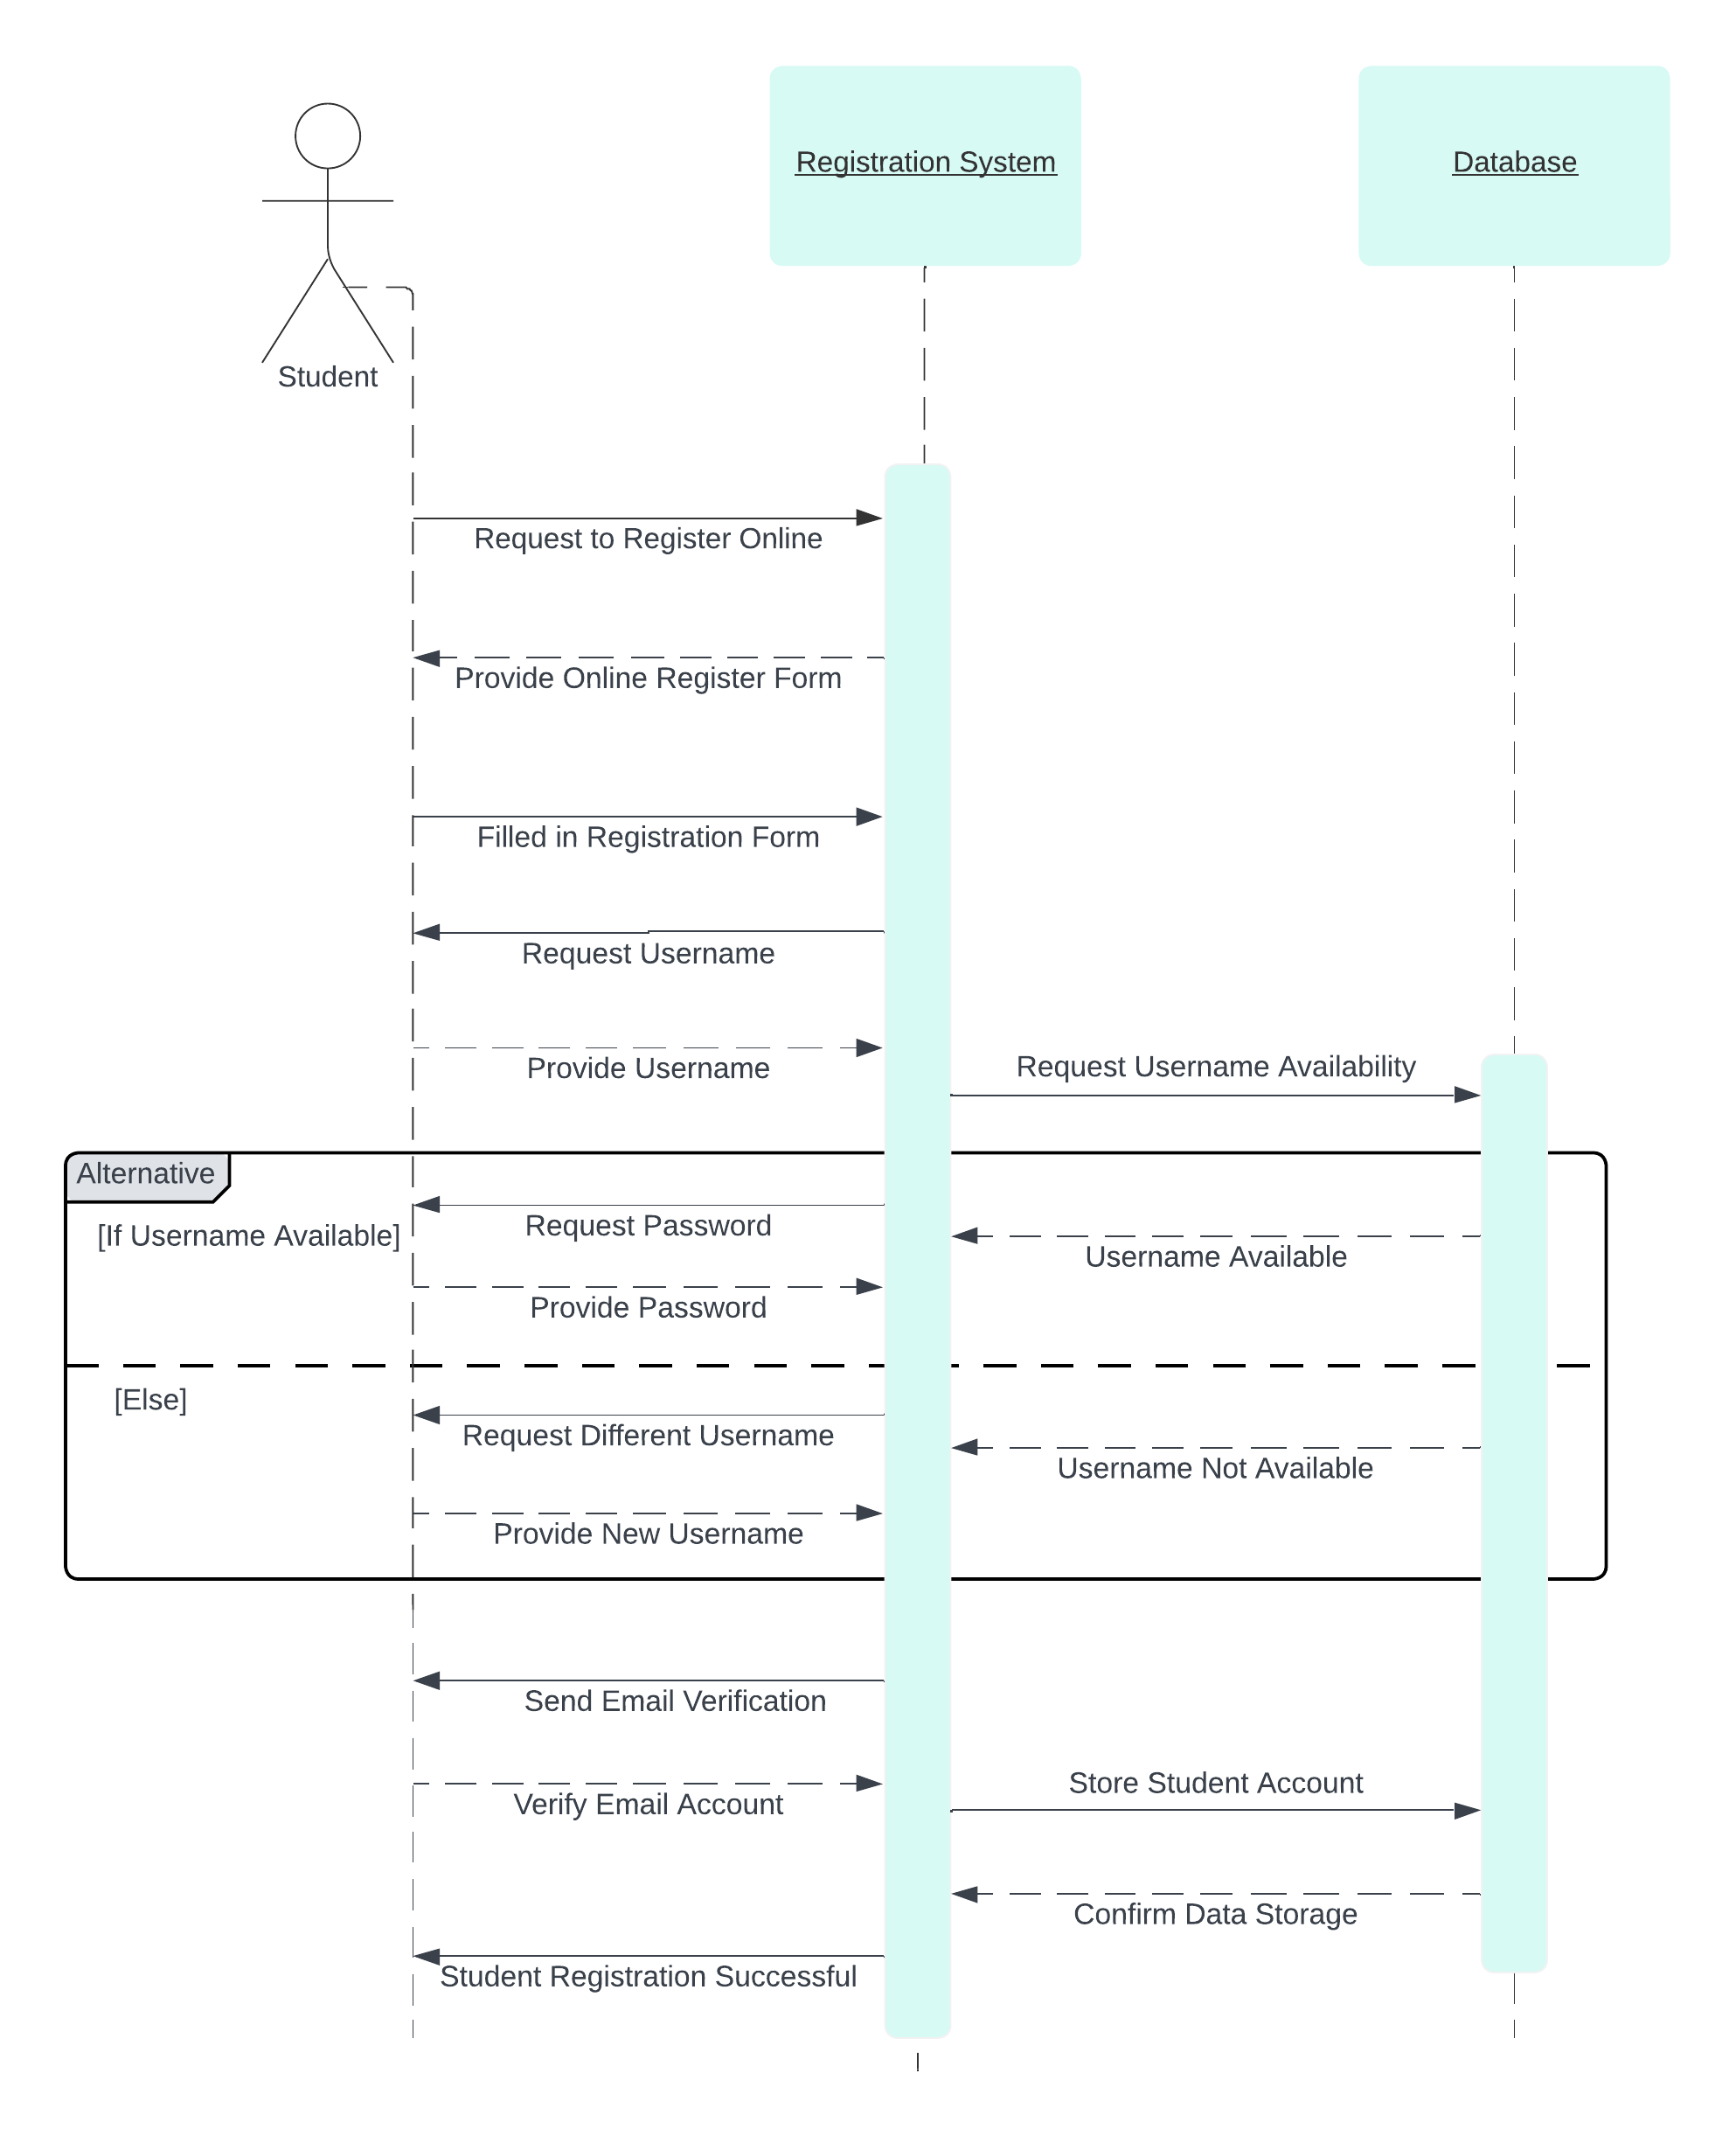 Registration System
Database
Student
Request to Register Online
Provide Online Register Form
Filled in Registration Form
Request Username
Provide Username
Request Username Availability
Alternative
[If Username Available]
Request Password
Username Available
Provide Password
[Else]
Request Different Username
Username Not Available
Provide New Username
Send Email Verification
Verify Email Account
Store Student Account
Confirm Data Storage
Student Registration Successful